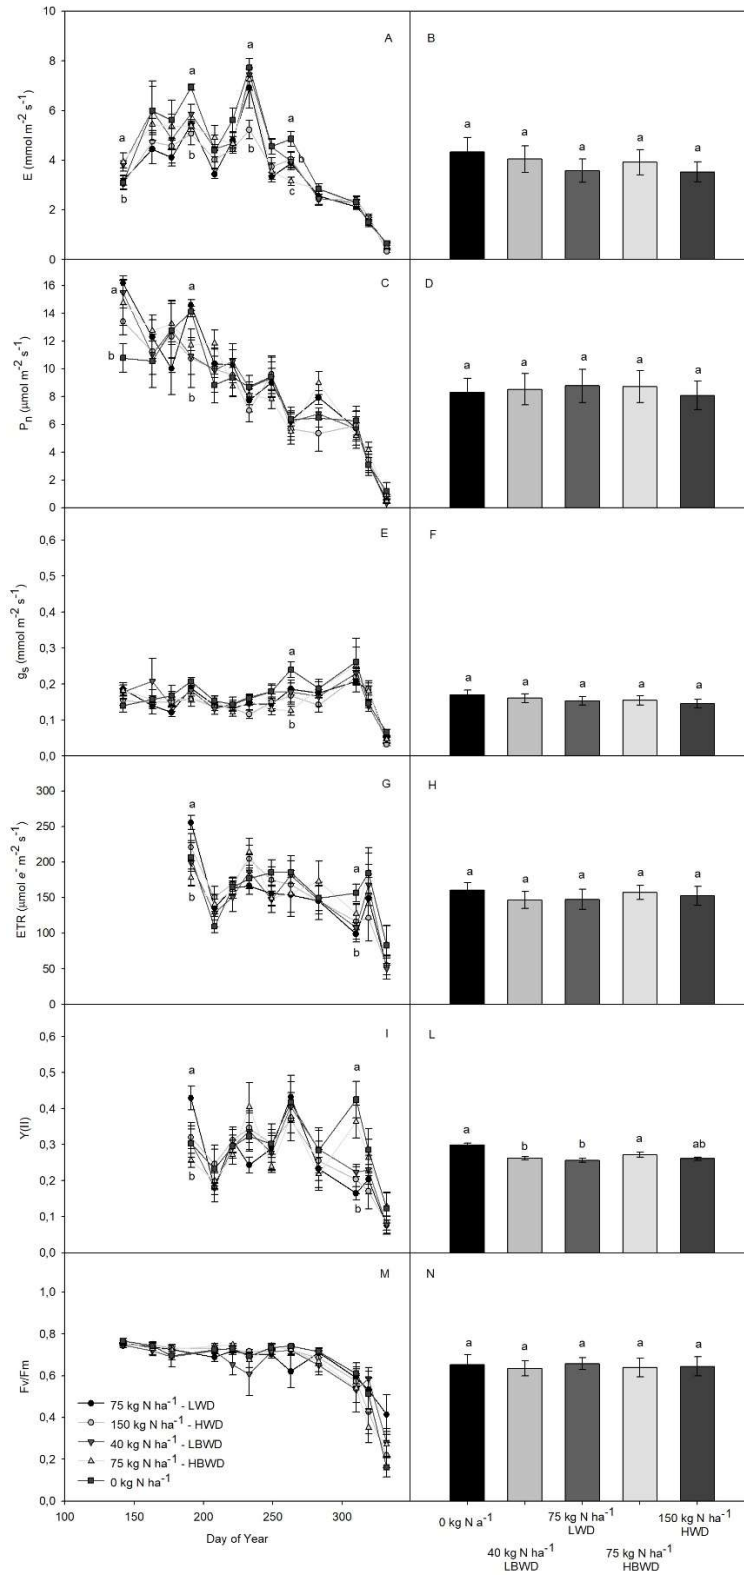 10
8
6
4
2
0
E (mmol m⁻² s⁻¹)
A
a
a
a
a
b
b
b
b
c
B
a
a
a
a
a
16
14
12
10
8
6
4
2
0
Pn (µmol m⁻² s⁻¹)
C
a
a
b
b
D
a
a
a
a
a
0,6
0,5
0,4
0,3
0,2
0,1
0,0
gs (mmol m⁻² s⁻¹)
E
a
b
F
a
a
a
a
a
300
250
200
150
100
50
0
ETR (µmol e⁻ m⁻² s⁻¹)
G
a
a
b
b
H
a
a
a
a
a
0,6
0,5
0,4
0,3
0,2
0,1
0,0
Y(II)
I
a
a
b
b
L
a
b
b
a
ab
1,0
0,8
0,6
0,4
0,2
0,0
Fv/Fm
M
75 kg N ha⁻¹ - LWD
150 kg N ha⁻¹ - HWD
40 kg N ha⁻¹ - LBWD
75 kg N ha⁻¹ - HBWD
0 kg N ha⁻¹
100
150
200
250
300
Day of Year
N
a
a
a
a
a
0 kg N a⁻¹
40 kg N ha⁻¹
LBWD
75 kg N ha⁻¹
LWD
75 kg N ha⁻¹
HBWD
150 kg N ha⁻¹
HWD